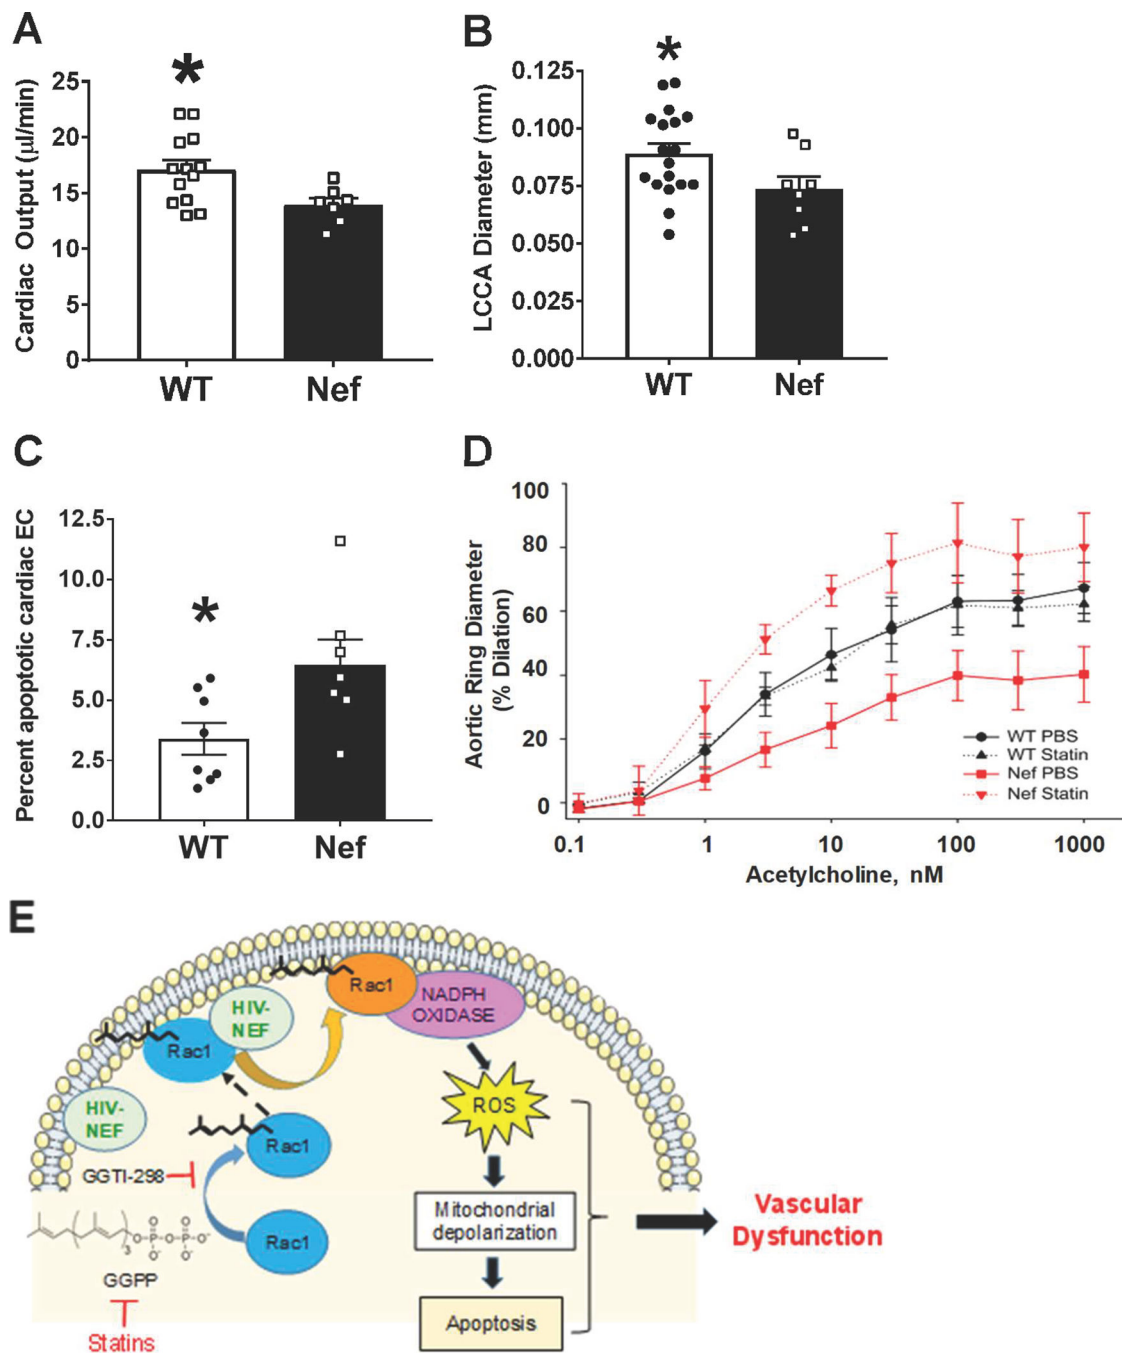 A
*
Cardiac Output (µl/min)
25
20
15
10
5
0
WT
Nef
B
*
LCCA Diameter (mm)
0.125
0.100
0.075
0.050
0.025
0.000
WT
Nef
C
*
Percent apoptotic cardiac EC
12.5
10.0
7.5
5.0
2.5
0.0
WT
Nef
D
Aortic Ring Diameter
(% Dilation)
100
80
60
40
20
0
WT PBS
WT Statin
Nef PBS
Nef Statin
0.1
1
10
100
1000
Acetylcholine, nM
E
Rac1
NADPH
OXIDASE
HIV-
NEF
Rac1
HIV-
NEF
Rac1
GGTI-298
Rac1
3
O
O
O
P
O
P
O-
O-
O-
GGPP
Statins
ROS
Mitochondrial
depolarization
Apoptosis
Vascular
Dysfunction